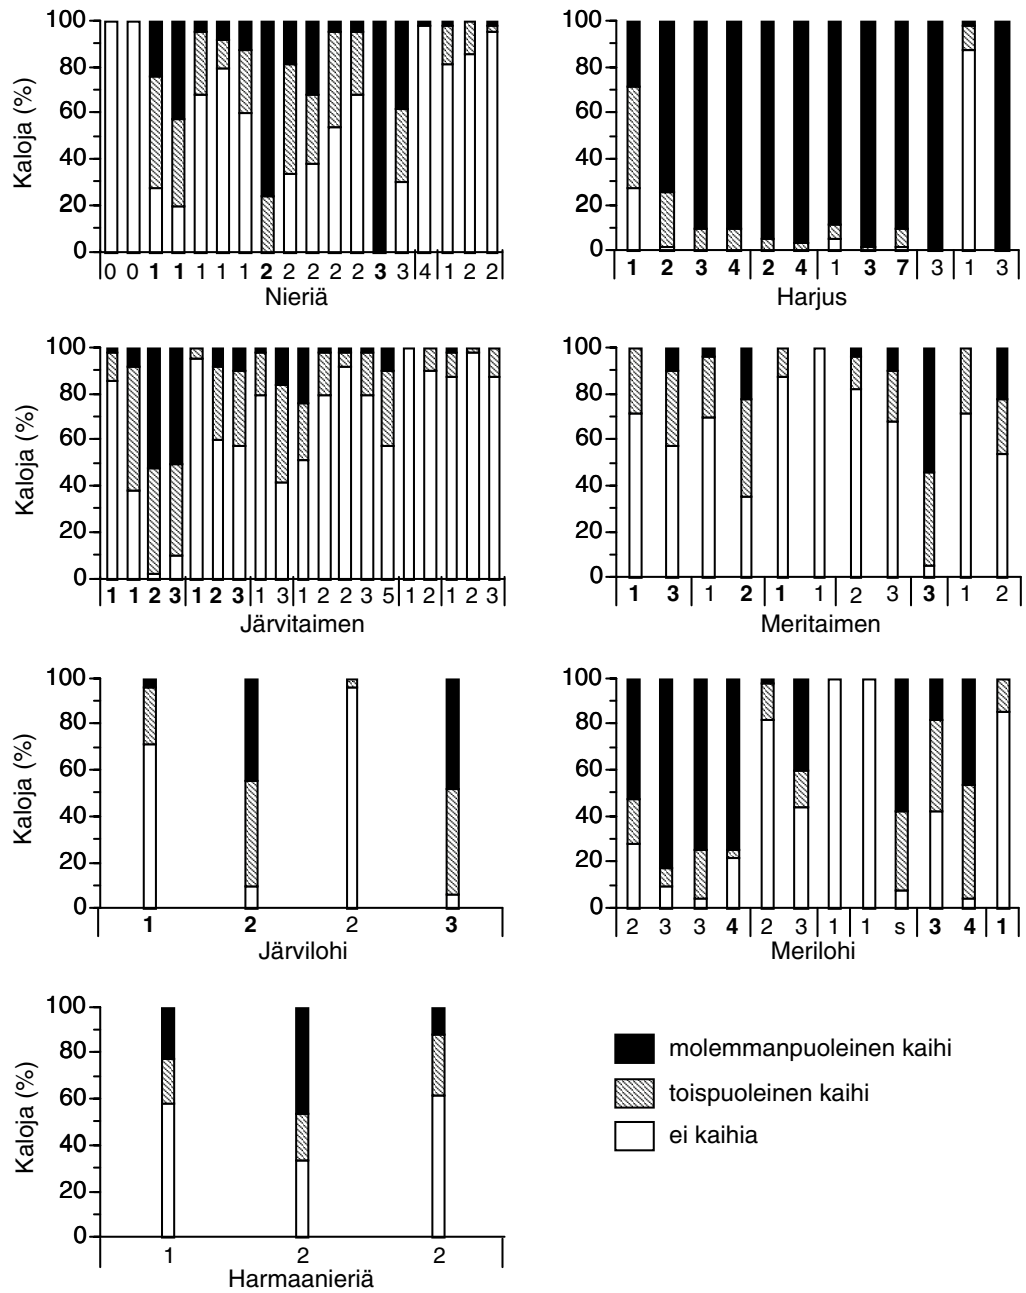 Kaloja (%)
100
80
60
40
20
0
0 0 1 1 1 1 1 2 2 2 2 2 3 3 4 1 2 2
Nieriä
Kaloja (%)
100
80
60
40
20
0
1 2 3 4 2 4 1 3 7 3 1 3
Harjus
Kaloja (%)
100
80
60
40
20
0
1 1 2 3 1 2 3 1 3 1 2 2 3 5 1 2 1 2 3
Järvitaimen
Kaloja (%)
100
80
60
40
20
0
1 3 1 2 1 1 2 3 3 1 2
Meritaimen
Kaloja (%)
100
80
60
40
20
0
1 2 2 3
Järvilohi
Kaloja (%)
100
80
60
40
20
0
2 3 3 4 2 3 1 1 s 3 4 1
Merilohi
Kaloja (%)
100
80
60
40
20
0
1 2 2
Harmaanieriä
molemmanpuoleinen kaihi
toispuoleinen kaihi
ei kaihia